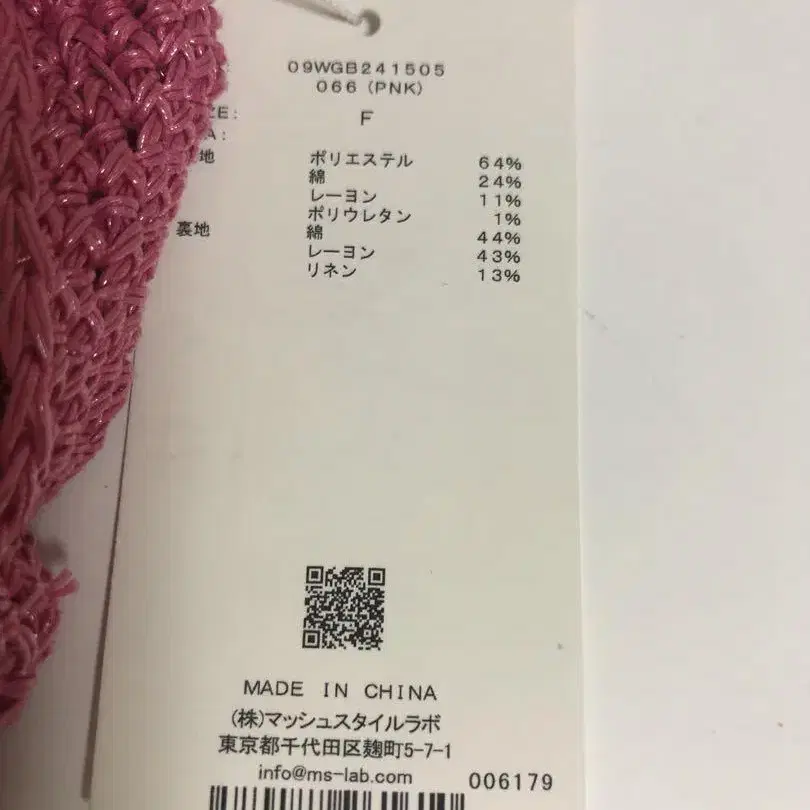 09WGB241505
066 (PNK)
ZE: F
A:
地 ポリエステル 64%
綿 24%
レーヨン 11%
ポリウレタン 1%
裏地 綿 44%
レーヨン 43%
リネン 13%
MADE IN CHINA
(株)マッシュスタイルラボ
東京都千代田区麹町5-7-1
info@ms-lab.com 006179